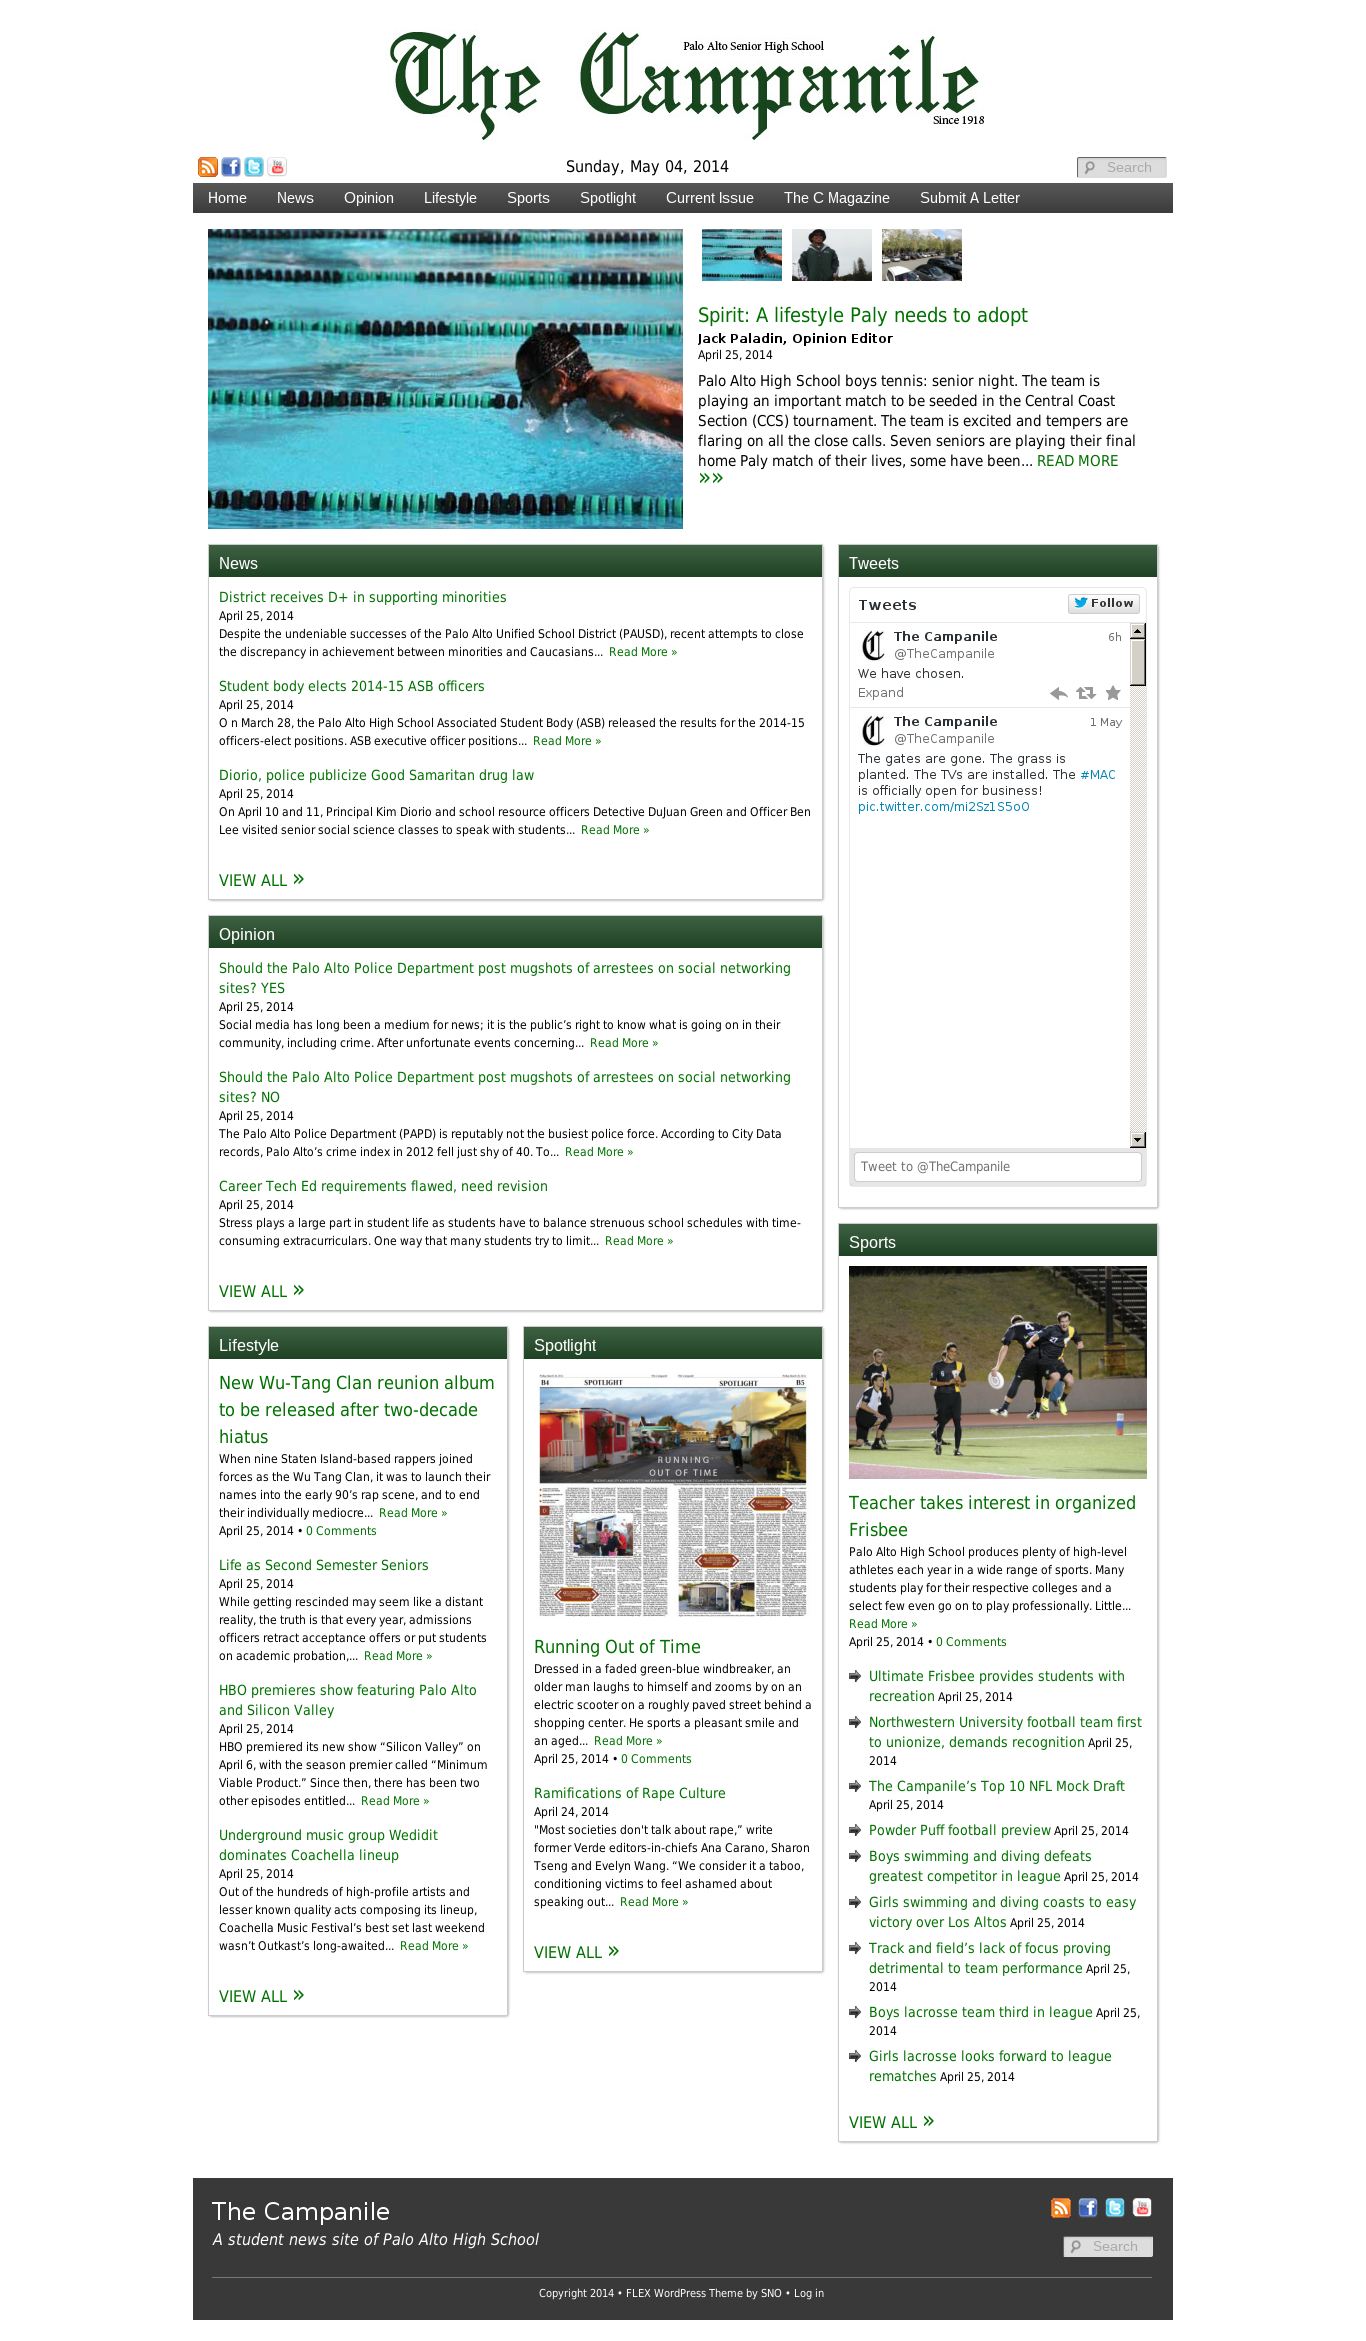 The Campanile
Palo Alto Senior High School
Since 1918
Sunday, May 04, 2014
Search
Home News Opinion Lifestyle Sports Spotlight Current Issue The C Magazine Submit A Letter
Spirit: A lifestyle Paly needs to adopt
Jack Paladin, Opinion Editor
April 25, 2014
Palo Alto High School boys tennis: senior night. The team is
playing an important match to be seeded in the Central Coast
Section (CCS) tournament. The team is excited and tempers are
flaring on all the close calls. Seven seniors are playing their final
home Paly match of their lives, some have been... READ MORE
»»
News
District receives D+ in supporting minorities
April 25, 2014
Despite the undeniable successes of the Palo Alto Unified School District (PAUSD), recent attempts to close
the discrepancy in achievement between minorities and Caucasians... Read More »
Student body elects 2014-15 ASB officers
April 25, 2014
O n March 28, the Palo Alto High School Associated Student Body (ASB) released the results for the 2014-15
officers-elect positions. ASB executive officer positions... Read More »
Diorio, police publicize Good Samaritan drug law
April 25, 2014
On April 10 and 11, Principal Kim Diorio and school resource officers Detective DuJuan Green and Officer Ben
Lee visited senior social science classes to speak with students... Read More »
VIEW ALL »
Opinion
Should the Palo Alto Police Department post mugshots of arrestees on social networking
sites? YES
April 25, 2014
Social media has long been a medium for news; it is the public’s right to know what is going on in their
community, including crime. After unfortunate events concerning... Read More »
Should the Palo Alto Police Department post mugshots of arrestees on social networking
sites? NO
April 25, 2014
The Palo Alto Police Department (PAPD) is reputably not the busiest police force. According to City Data
records, Palo Alto’s crime index in 2012 fell just shy of 40. To... Read More »
Career Tech Ed requirements flawed, need revision
April 25, 2014
Stress plays a large part in student life as students have to balance strenuous school schedules with time-
consuming extracurriculars. One way that many students try to limit... Read More »
VIEW ALL »
Lifestyle
New Wu-Tang Clan reunion album
to be released after two-decade
hiatus
When nine Staten Island-based rappers joined
forces as the Wu Tang Clan, it was to launch their
names into the early 90’s rap scene, and to end
their individually mediocre... Read More »
April 25, 2014 • 0 Comments
Life as Second Semester Seniors
April 25, 2014
While getting rescinded may seem like a distant
reality, the truth is that every year, admissions
officers retract acceptance offers or put students
on academic probation,... Read More »
HBO premieres show featuring Palo Alto
and Silicon Valley
April 25, 2014
HBO premiered its new show “Silicon Valley” on
April 6, with the season premier called “Minimum
Viable Product.” Since then, there has been two
other episodes entitled... Read More »
Underground music group Wedidit
dominates Coachella lineup
April 25, 2014
Out of the hundreds of high-profile artists and
lesser known quality acts composing its lineup,
Coachella Music Festival’s best set last weekend
wasn’t Outkast’s long-awaited... Read More »
VIEW ALL »
Spotlight
B4 SPOTLIGHT SPOTLIGHT B5
RUNNING
OUT OF TIME
Running Out of Time
Dressed in a faded green-blue windbreaker, an
older man laughs to himself and zooms by on an
electric scooter on a roughly paved street behind a
shopping center. He sports a pleasant smile and
an aged... Read More »
April 25, 2014 • 0 Comments
Ramifications of Rape Culture
April 24, 2014
"Most societies don't talk about rape,” write
former Verde editors-in-chiefs Ana Carano, Sharon
Tseng and Evelyn Wang. “We consider it a taboo,
conditioning victims to feel ashamed about
speaking out... Read More »
VIEW ALL »
Tweets
Tweets Follow
The Campanile 6h
@TheCampanile
We have chosen.
Expand
The Campanile 1 May
@TheCampanile
The gates are gone. The grass is
planted. The TVs are installed. The #MAC
is officially open for business!
pic.twitter.com/mi2Sz1S5oO
Tweet to @TheCampanile
Sports
Teacher takes interest in organized
Frisbee
Palo Alto High School produces plenty of high-level
athletes each year in a wide range of sports. Many
students play for their respective colleges and a
select few even go on to play professionally. Little...
Read More »
April 25, 2014 • 0 Comments
Ultimate Frisbee provides students with
recreation April 25, 2014
Northwestern University football team first
to unionize, demands recognition April 25,
2014
The Campanile’s Top 10 NFL Mock Draft
April 25, 2014
Powder Puff football preview April 25, 2014
Boys swimming and diving defeats
greatest competitor in league April 25, 2014
Girls swimming and diving coasts to easy
victory over Los Altos April 25, 2014
Track and field’s lack of focus proving
detrimental to team performance April 25,
2014
Boys lacrosse team third in league April 25,
2014
Girls lacrosse looks forward to league
rematches April 25, 2014
VIEW ALL »
The Campanile
A student news site of Palo Alto High School
Search
Copyright 2014 • FLEX WordPress Theme by SNO • Log in